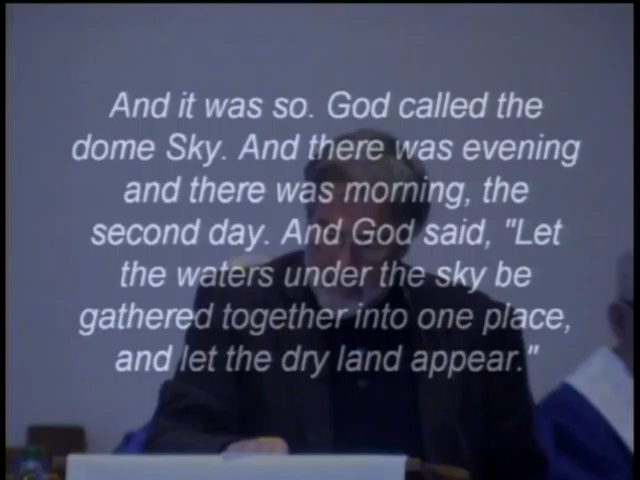 And it was so. God called the
dome Sky. And there was evening
and there was morning, the
second day. And God said, "Let
the waters under the sky be
gathered together into one place,
and let the dry land appear."